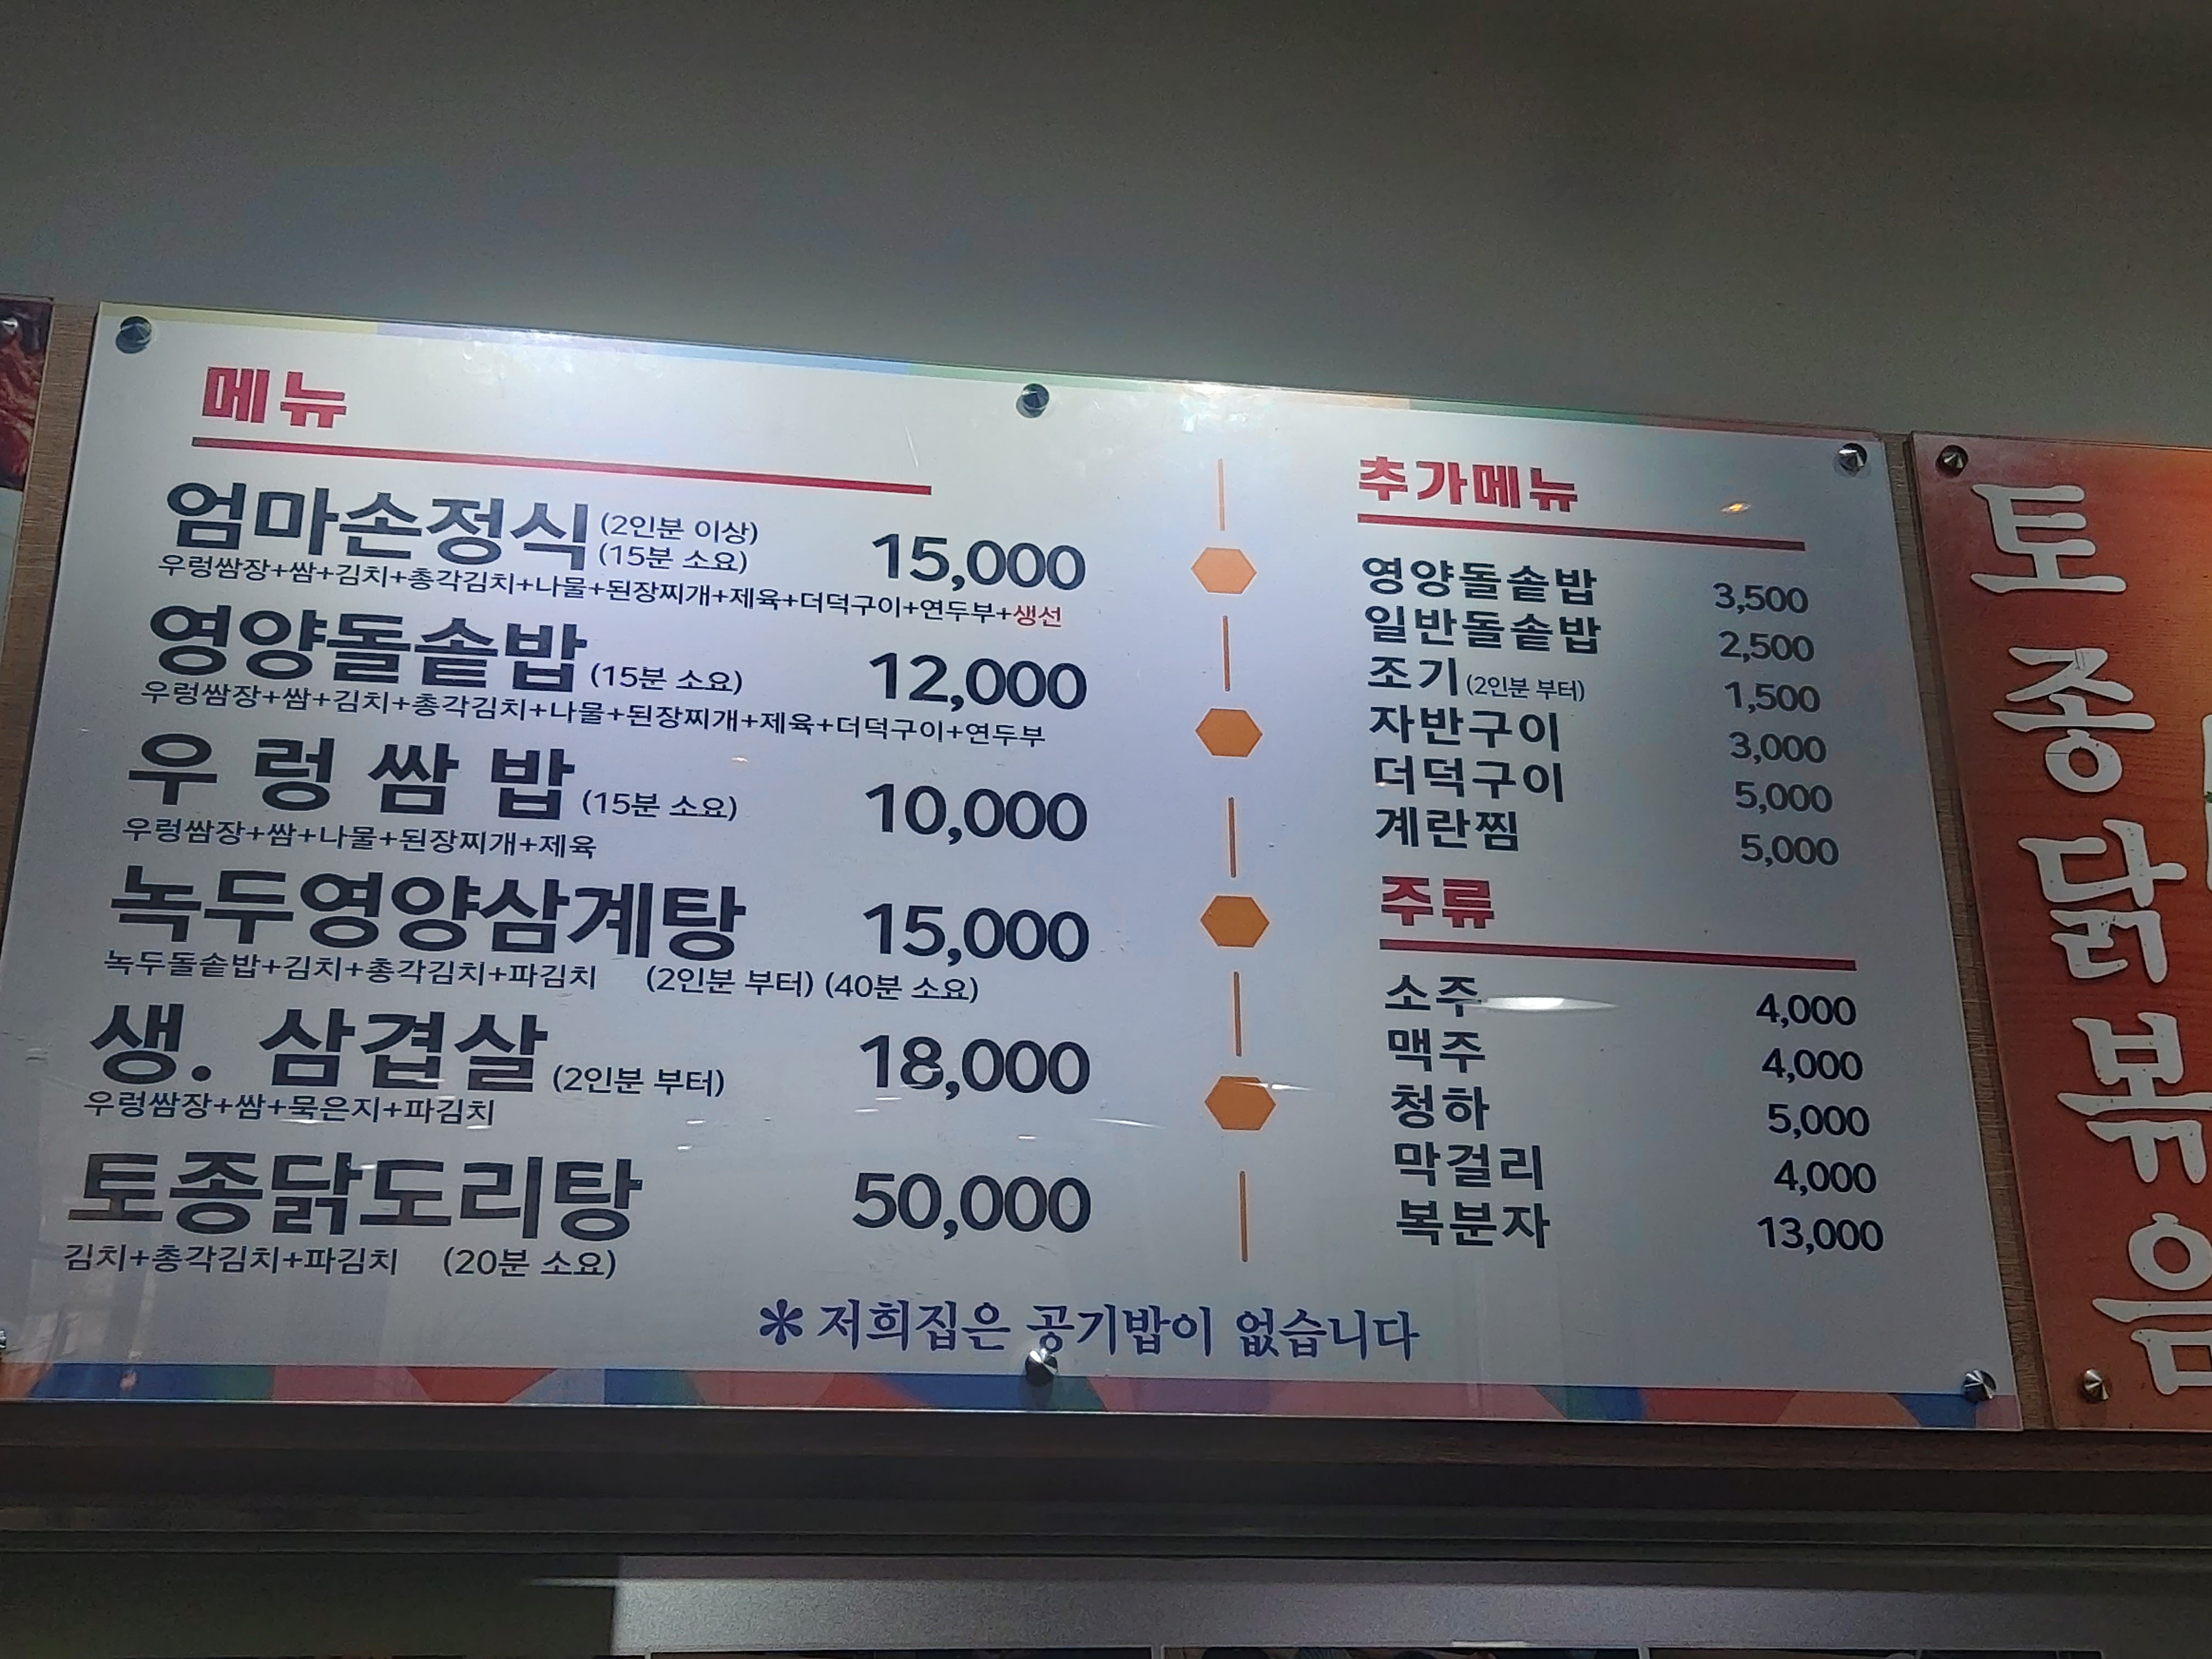 메뉴
엄마손정식 (2인분 이상) (15분 소요) 15,000
우렁쌈장+쌈+김치+총각김치+나물+된장찌개+제육+더덕구이+연두부+생선
영양돌솥밥 (15분 소요) 12,000
우렁쌈장+쌈+김치+총각김치+나물+된장찌개+제육+더덕구이+연두부
우렁쌈밥 (15분 소요) 10,000
우렁쌈장+쌈+나물+된장찌개+제육
녹두영양삼계탕 15,000
녹두돌솥밥+김치+총각김치+파김치 (2인분 부터) (40분 소요)
생. 삼겹살 (2인분 부터) 18,000
우렁쌈장+쌈+묵은지+파김치
토종닭도리탕 50,000
김치+총각김치+파김치 (20분 소요)
추가메뉴
영양돌솥밥 3,500
일반돌솥밥 2,500
조기 (2인분 부터) 1,500
자반구이 3,000
더덕구이 5,000
계란찜 5,000
주류
소주 4,000
맥주 4,000
청하 5,000
막걸리 4,000
복분자 13,000
* 저희집은 공기밥이 없습니다
토종닭볶음